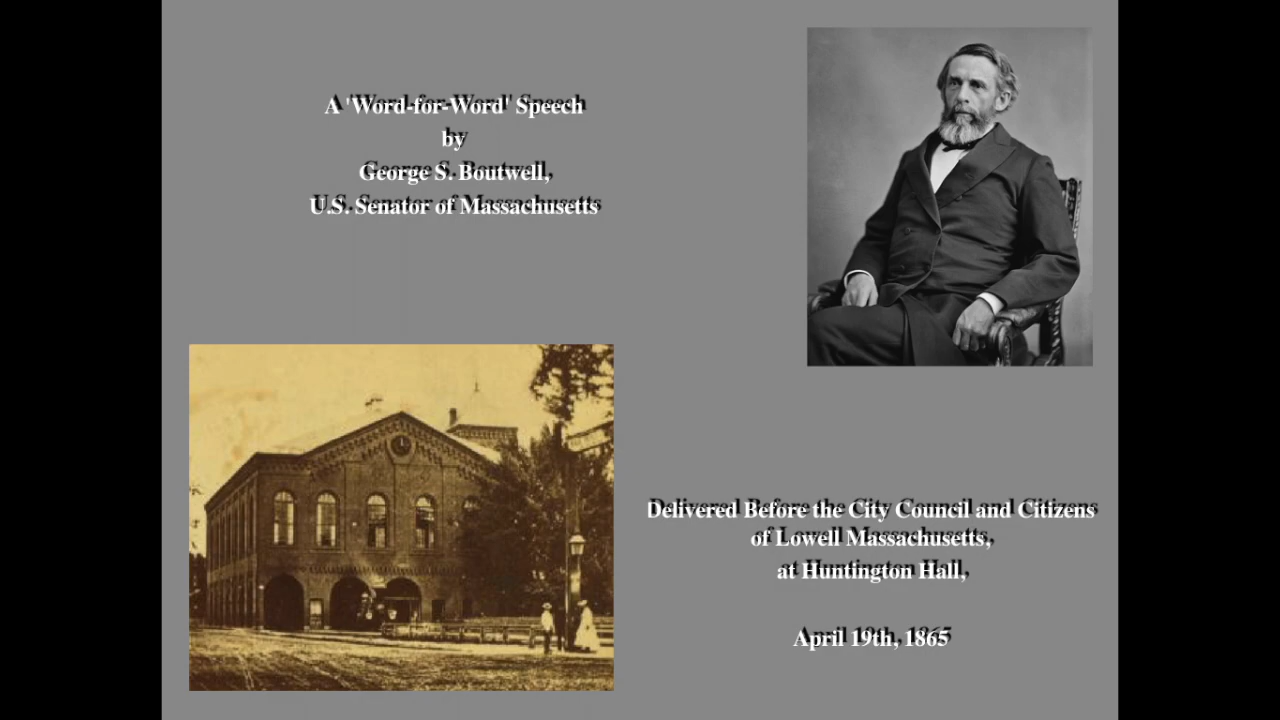 A 'Word-for-Word' Speech
by
George S. Boutwell,
U.S. Senator of Massachusetts
Delivered Before the City Council and Citizens
of Lowell Massachusetts,
at Huntington Hall,
April 19th, 1865